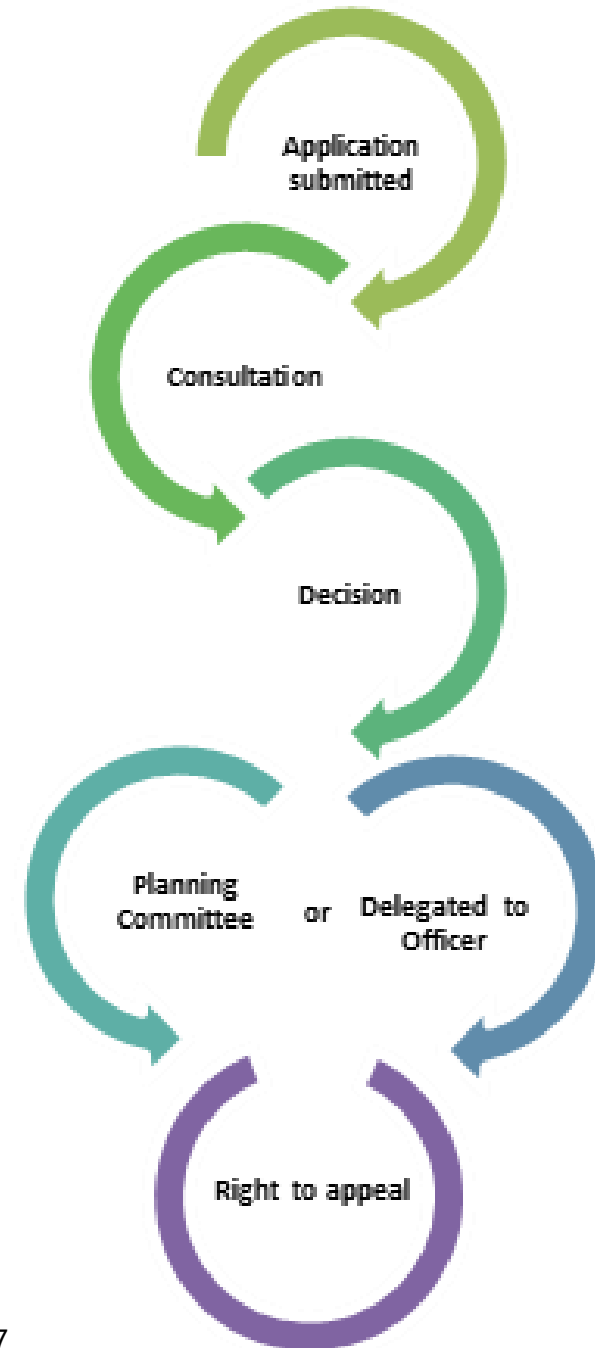 Application
submitted
Consultation
Decision
Planning
Committee
or
Delegated to
Officer
Right to appeal
7